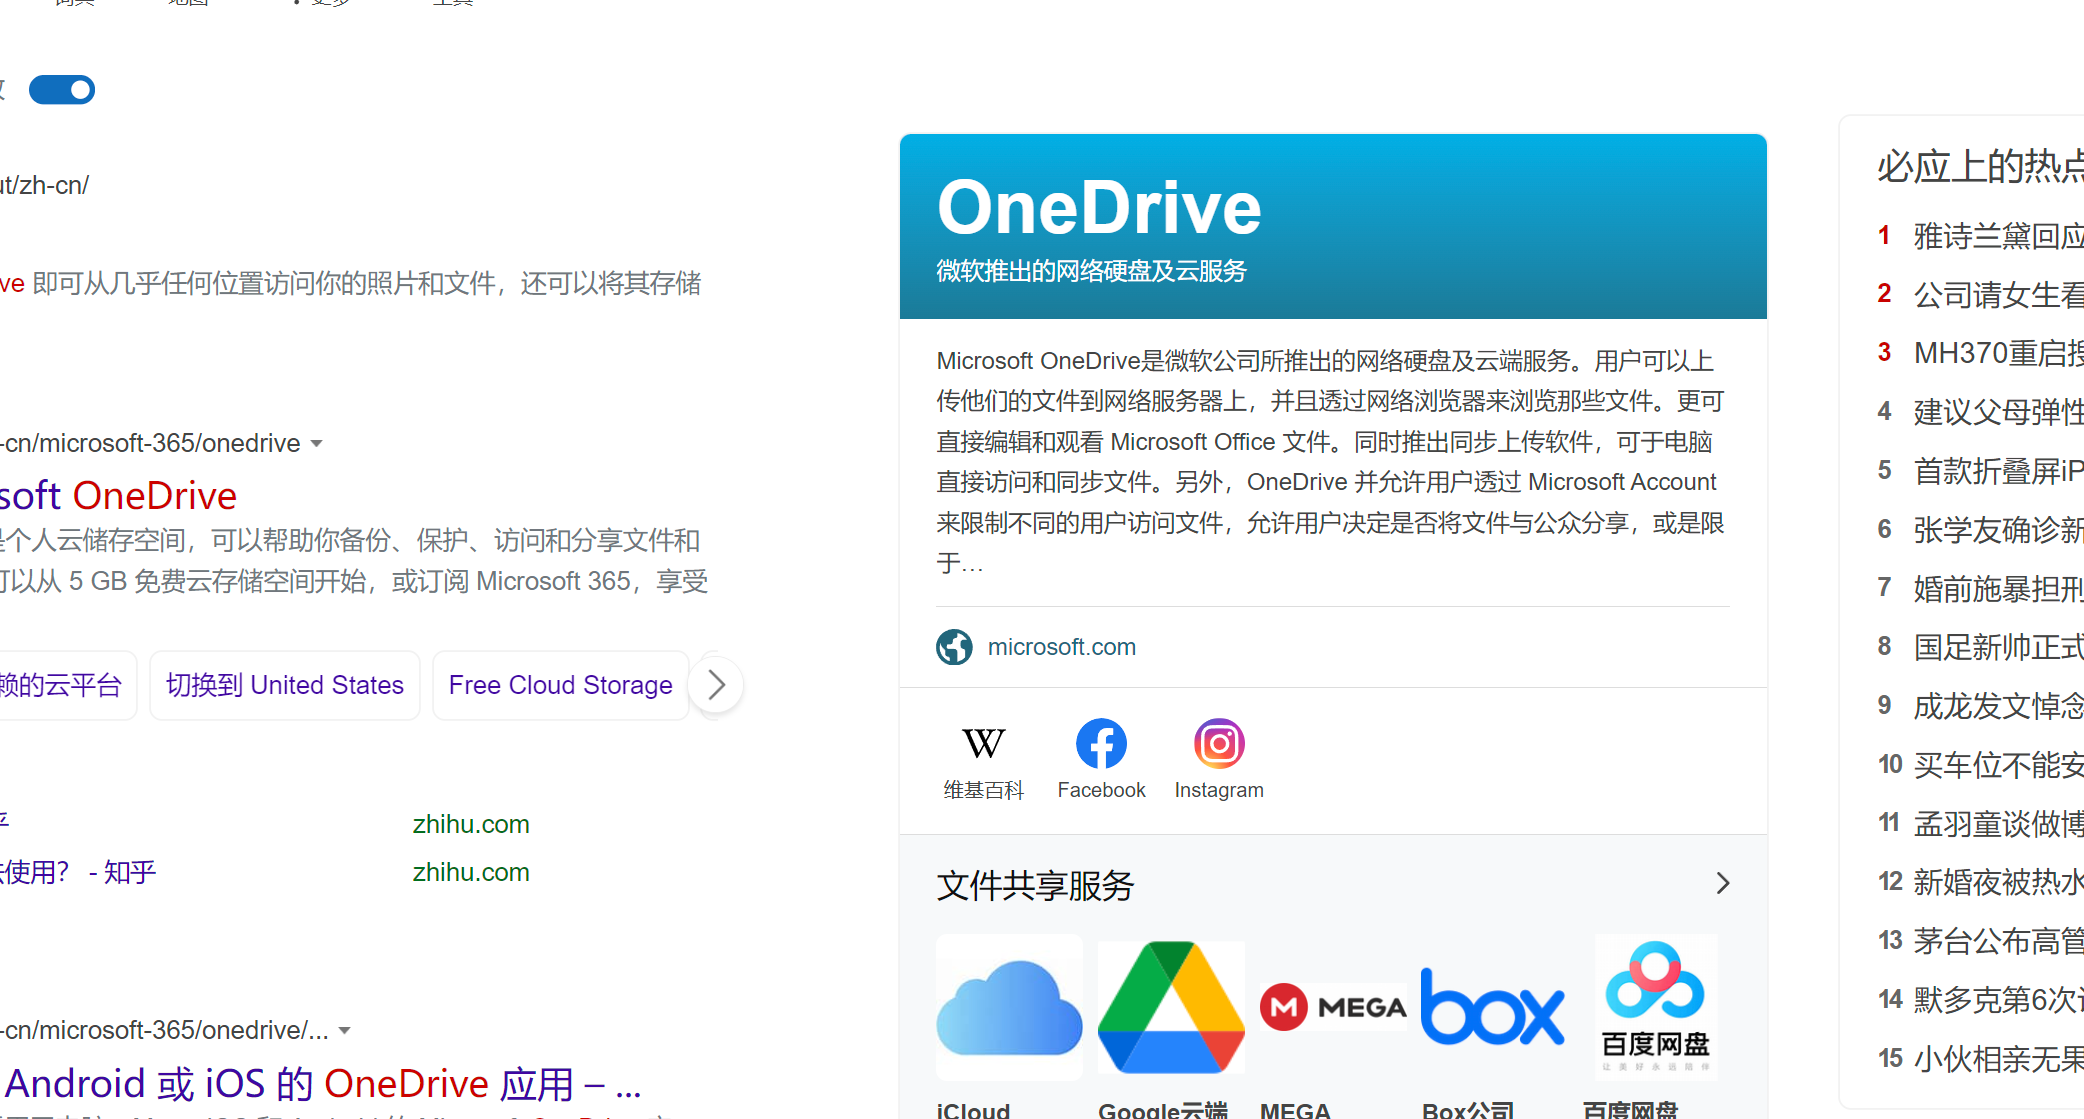 词典 地图 更多 工具
ut/zh-cn/
ve 即可从几乎任何位置访问你的照片和文件，还可以将其存储
-cn/microsoft-365/onedrive
soft OneDrive
是个人云储存空间，可以帮助你备份、保护、访问和分享文件和
可以从 5 GB 免费云存储空间开始，或订阅 Microsoft 365，享受
赖的云平台
切换到 United States
Free Cloud Storage
乎 zhihu.com
使用？ - 知乎 zhihu.com
-cn/microsoft-365/onedrive/...
Android 或 iOS 的 OneDrive 应用 – ...
OneDrive
微软推出的网络硬盘及云服务
Microsoft OneDrive是微软公司所推出的网络硬盘及云端服务。用户可以上
传他们的文件到网络服务器上，并且透过网络浏览器来浏览那些文件。更可
直接编辑和观看 Microsoft Office 文件。同时推出同步上传软件，可于电脑
直接访问和同步文件。另外，OneDrive 并允许用户透过 Microsoft Account
来限制不同的用户访问文件，允许用户决定是否将文件与公众分享，或是限
于…
microsoft.com
W
维基百科 Facebook Instagram
文件共享服务
M MEGA
box
百度网盘
让美好永远陪伴
iCloud Google云端 MEGA Box公司 百度网盘
必应上的热点
1 雅诗兰黛回应
2 公司请女生看
3 MH370重启搜
4 建议父母弹性
5 首款折叠屏iP
6 张学友确诊新
7 婚前施暴担刑
8 国足新帅正式
9 成龙发文悼念
10 买车位不能安
11 孟羽童谈做博
12 新婚夜被热水
13 茅台公布高管
14 默多克第6次
15 小伙相亲无果